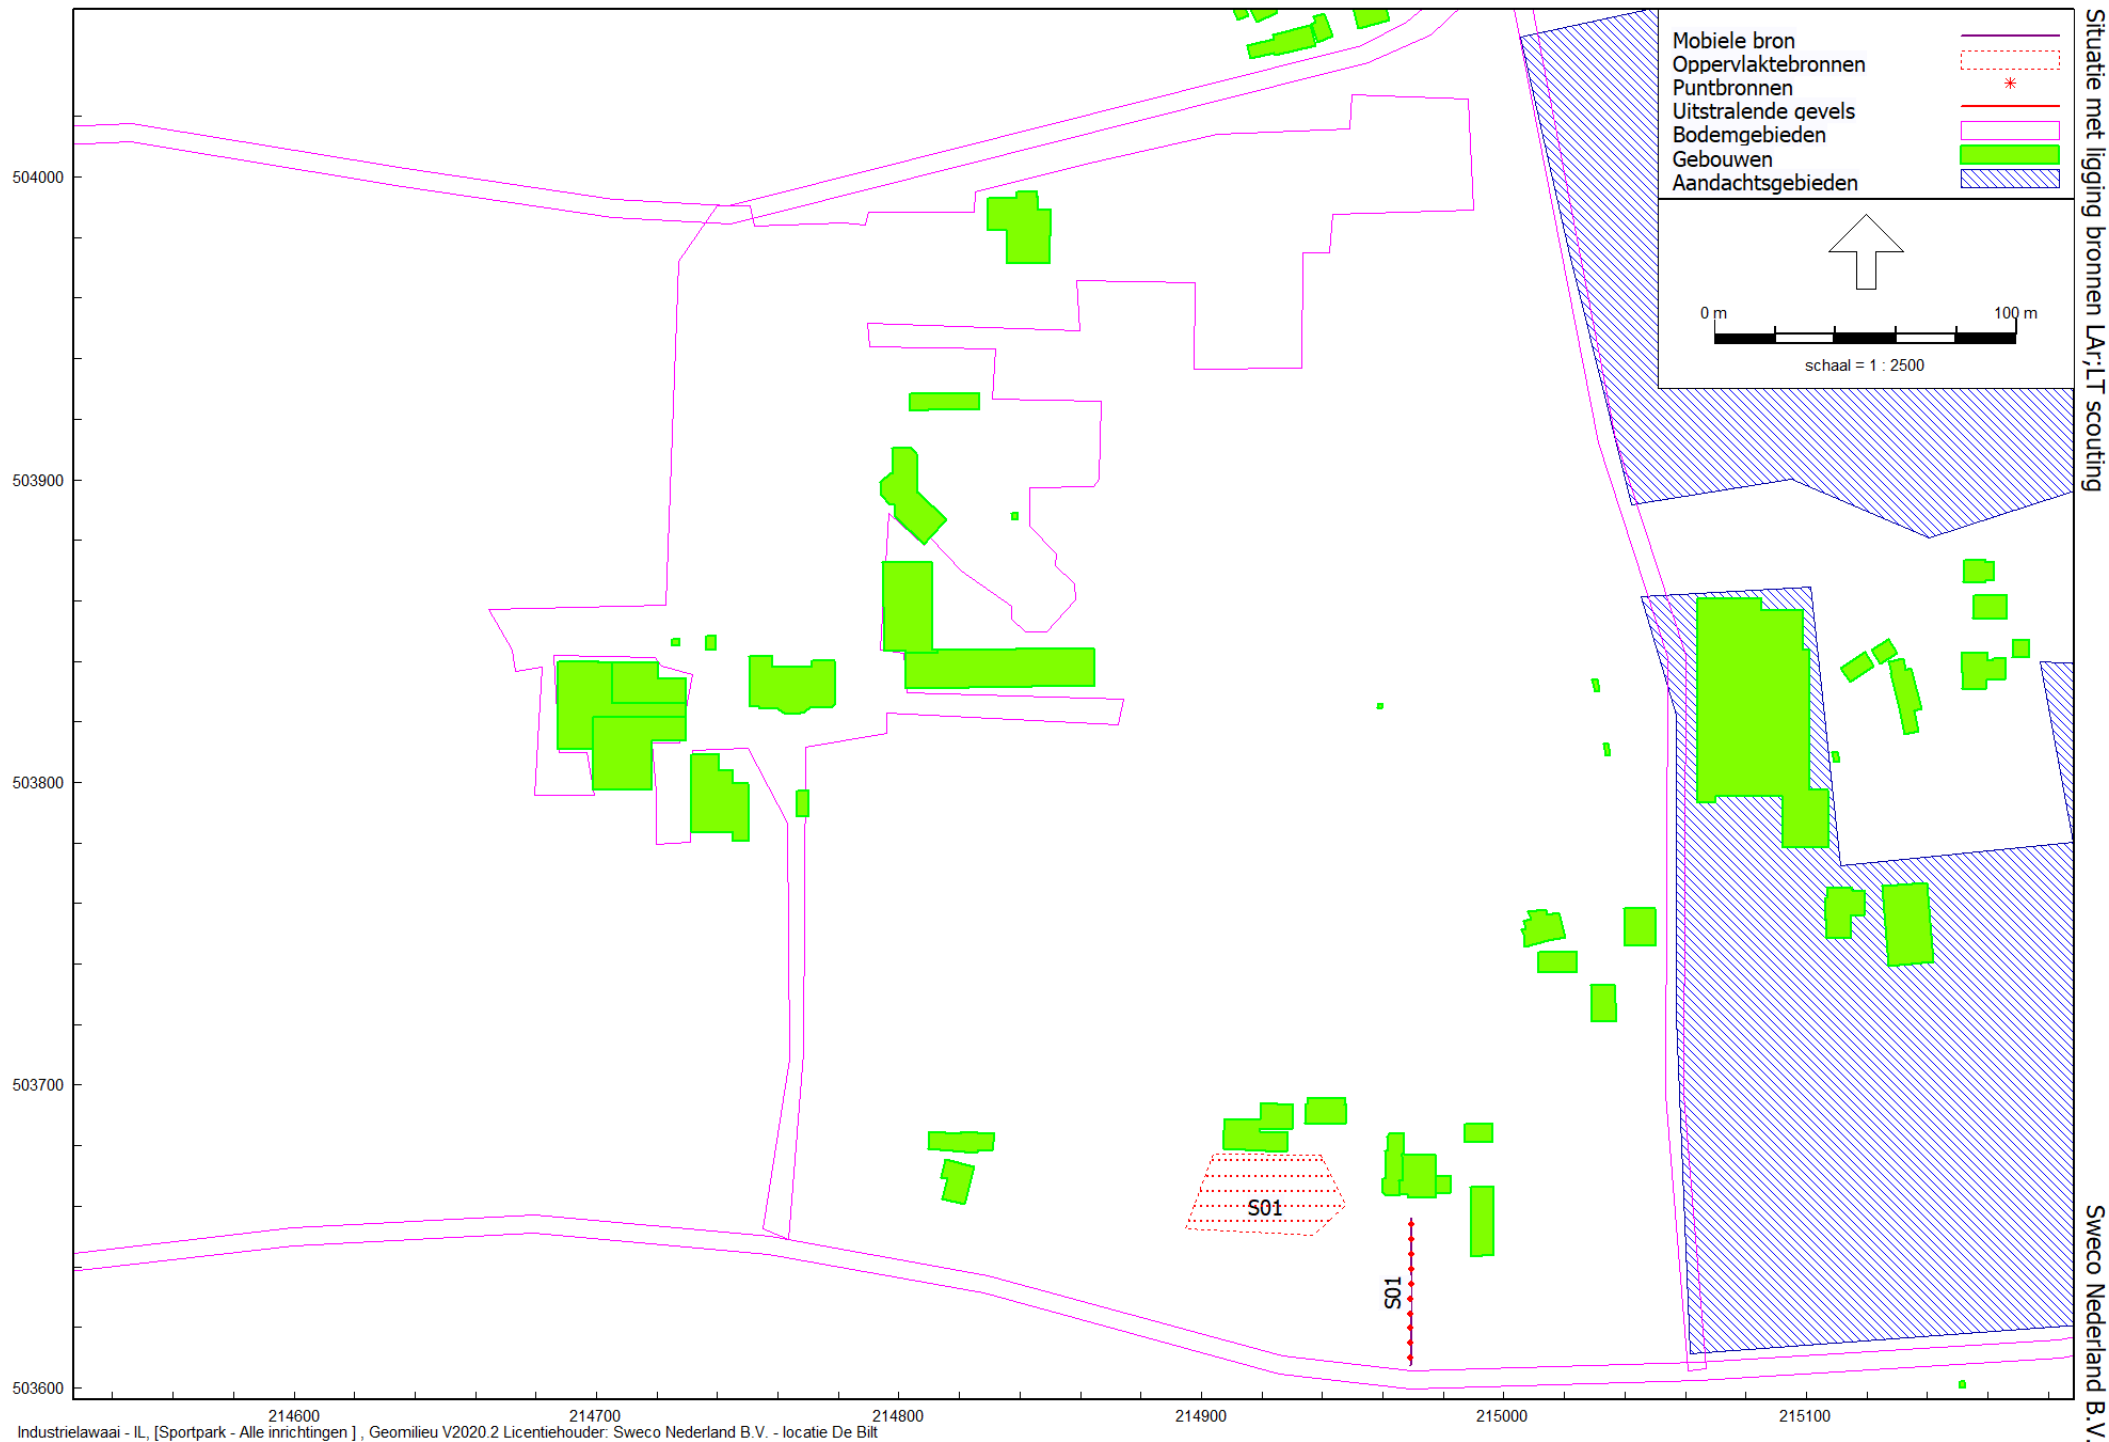 Situatie met ligging bronnen LAr;LT scouting
Mobiele bron
Oppervlaktebronnen
Puntbronnen
Uitstralende gevels
Bodemgebieden
Gebouwen
Aandachtsgebieden
0 m
100 m
schaal = 1 : 2500
504000
503900
503800
503700
503600
S01
S01
214600
214700
214800
214900
215000
215100
Sweco Nederland B.V.
Industrielawaai - IL, [Sportpark - Alle inrichtingen ] , Geomilieu V2020.2 Licentiehouder: Sweco Nederland B.V. - locatie De Bilt